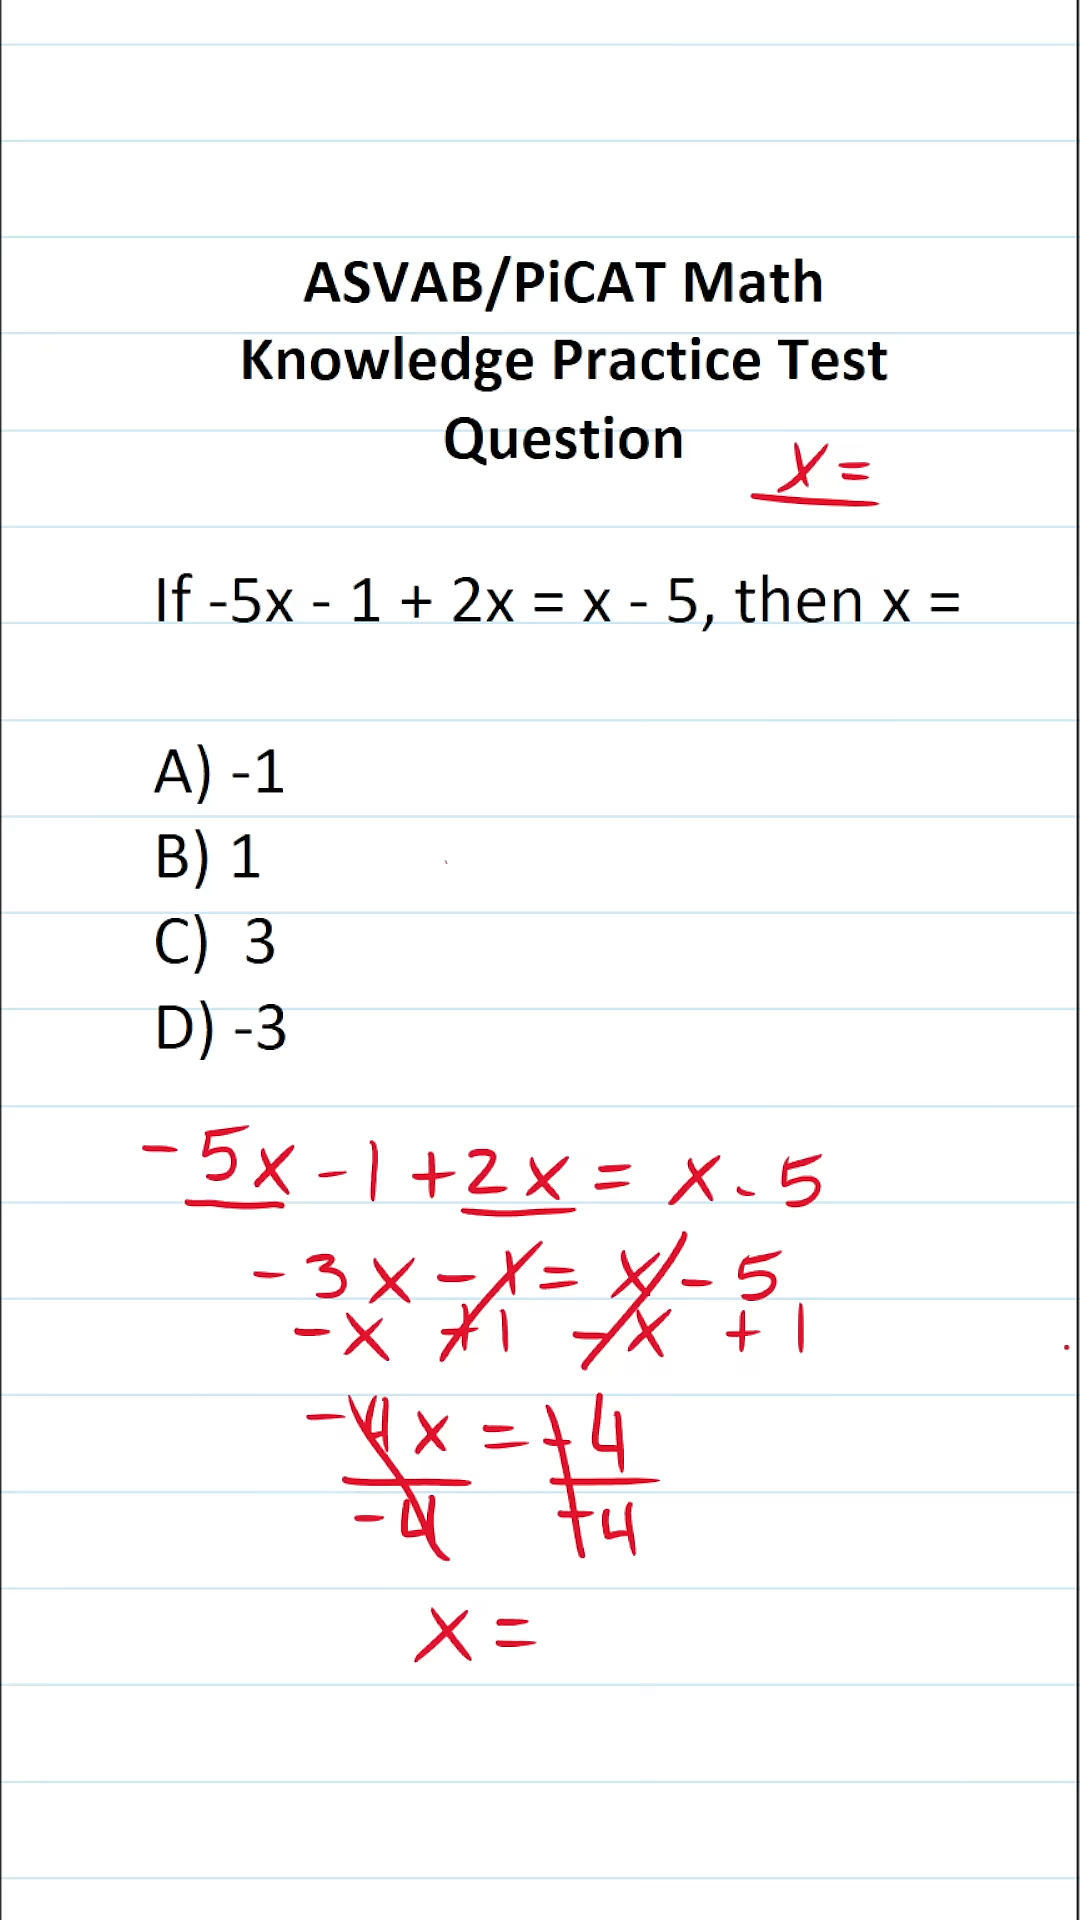 ASVAB/PiCAT Math
Knowledge Practice Test
Question
x =
If -5x - 1 + 2x = x - 5, then x =
A) -1
B) 1
C) 3
D) -3
-5x - 1 + 2x = x - 5
-3x - 1 = x - 5
-x +1 -x +1
-4x = -4
-4 -4
x =